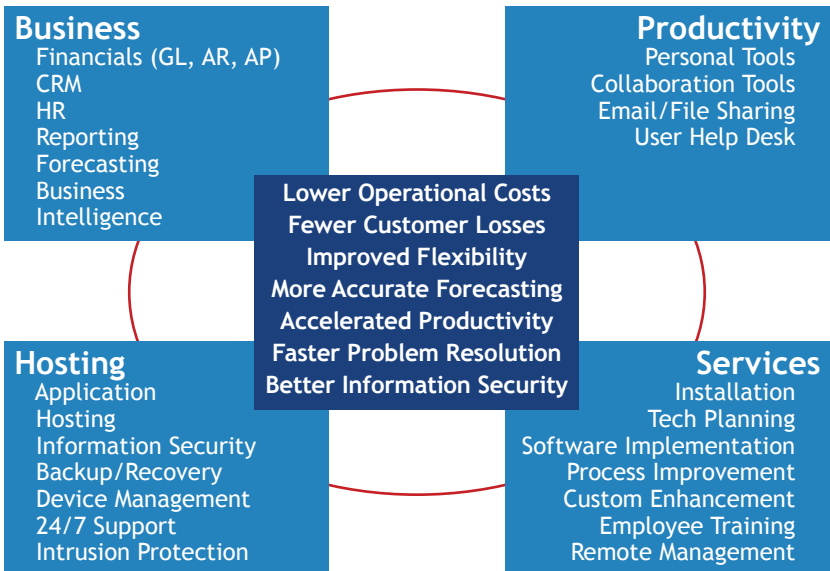 Business
Financials (GL, AR, AP)
CRM
HR
Reporting
Forecasting
Business
Intelligence
Productivity
Personal Tools
Collaboration Tools
Email/File Sharing
User Help Desk
Lower Operational Costs
Fewer Customer Losses
Improved Flexibility
More Accurate Forecasting
Accelerated Productivity
Faster Problem Resolution
Better Information Security
Hosting
Application
Hosting
Information Security
Backup/Recovery
Device Management
24/7 Support
Intrusion Protection
Services
Installation
Tech Planning
Software Implementation
Process Improvement
Custom Enhancement
Employee Training
Remote Management